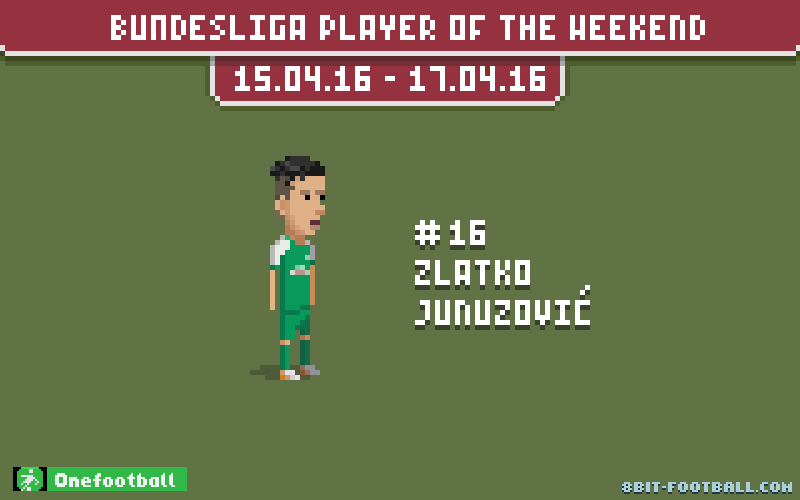 BUNDESLIGA PLAYER OF THE WEEKEND
15.04.16 - 17.04.16
#16
ZLATKO
JUNUZOVIĆ
Onefootball
8BIT-FOOTBALL.COM